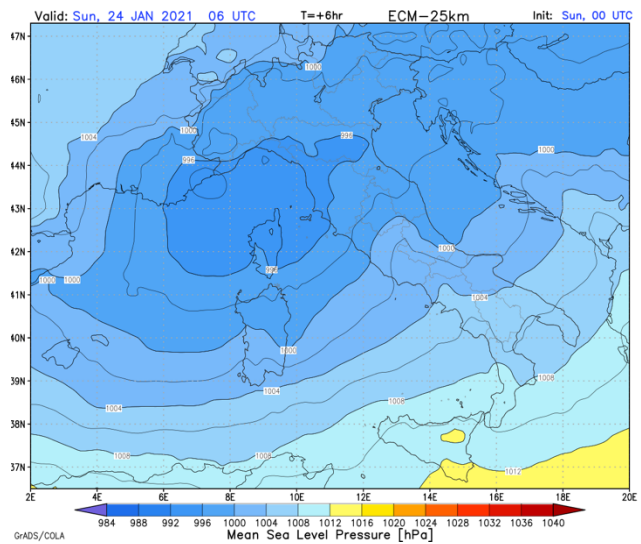 Valid: Sun, 24 JAN 2021 06 UTC T=+6hr ECM-25km Init: Sun, 00 UTC
47N
1000
46N
1004
45N
1000
996
1000
44N
996
43N
42N
1000
996
1000 1000
41N
1004
40N
1000
39N
1008
1004
1004
1008
38N
1008
1008
37N
1012
2E 4E 6E 8E 10E 12E 14E 16E 18E 20E
984 988 992 996 1000 1004 1008 1012 1016 1020 1024 1028 1032 1036 1040
GrADS/COLA Mean Sea Level Pressure [hPa]